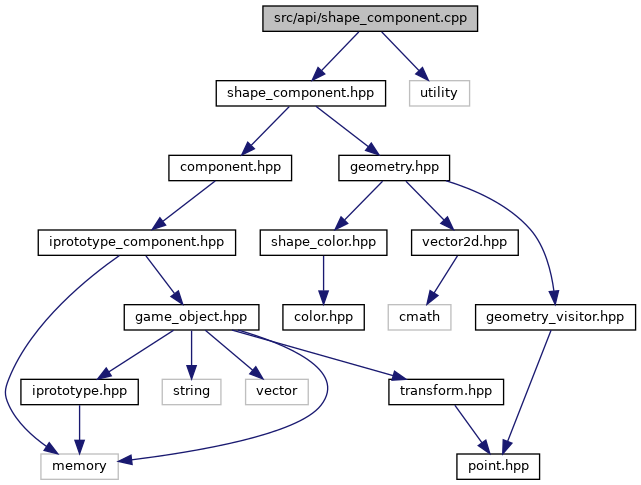 src/api/shape_component.cpp
shape_component.hpp
utility
component.hpp
geometry.hpp
iprototype_component.hpp
shape_color.hpp
vector2d.hpp
game_object.hpp
color.hpp
cmath
geometry_visitor.hpp
iprototype.hpp
string
vector
transform.hpp
memory
point.hpp